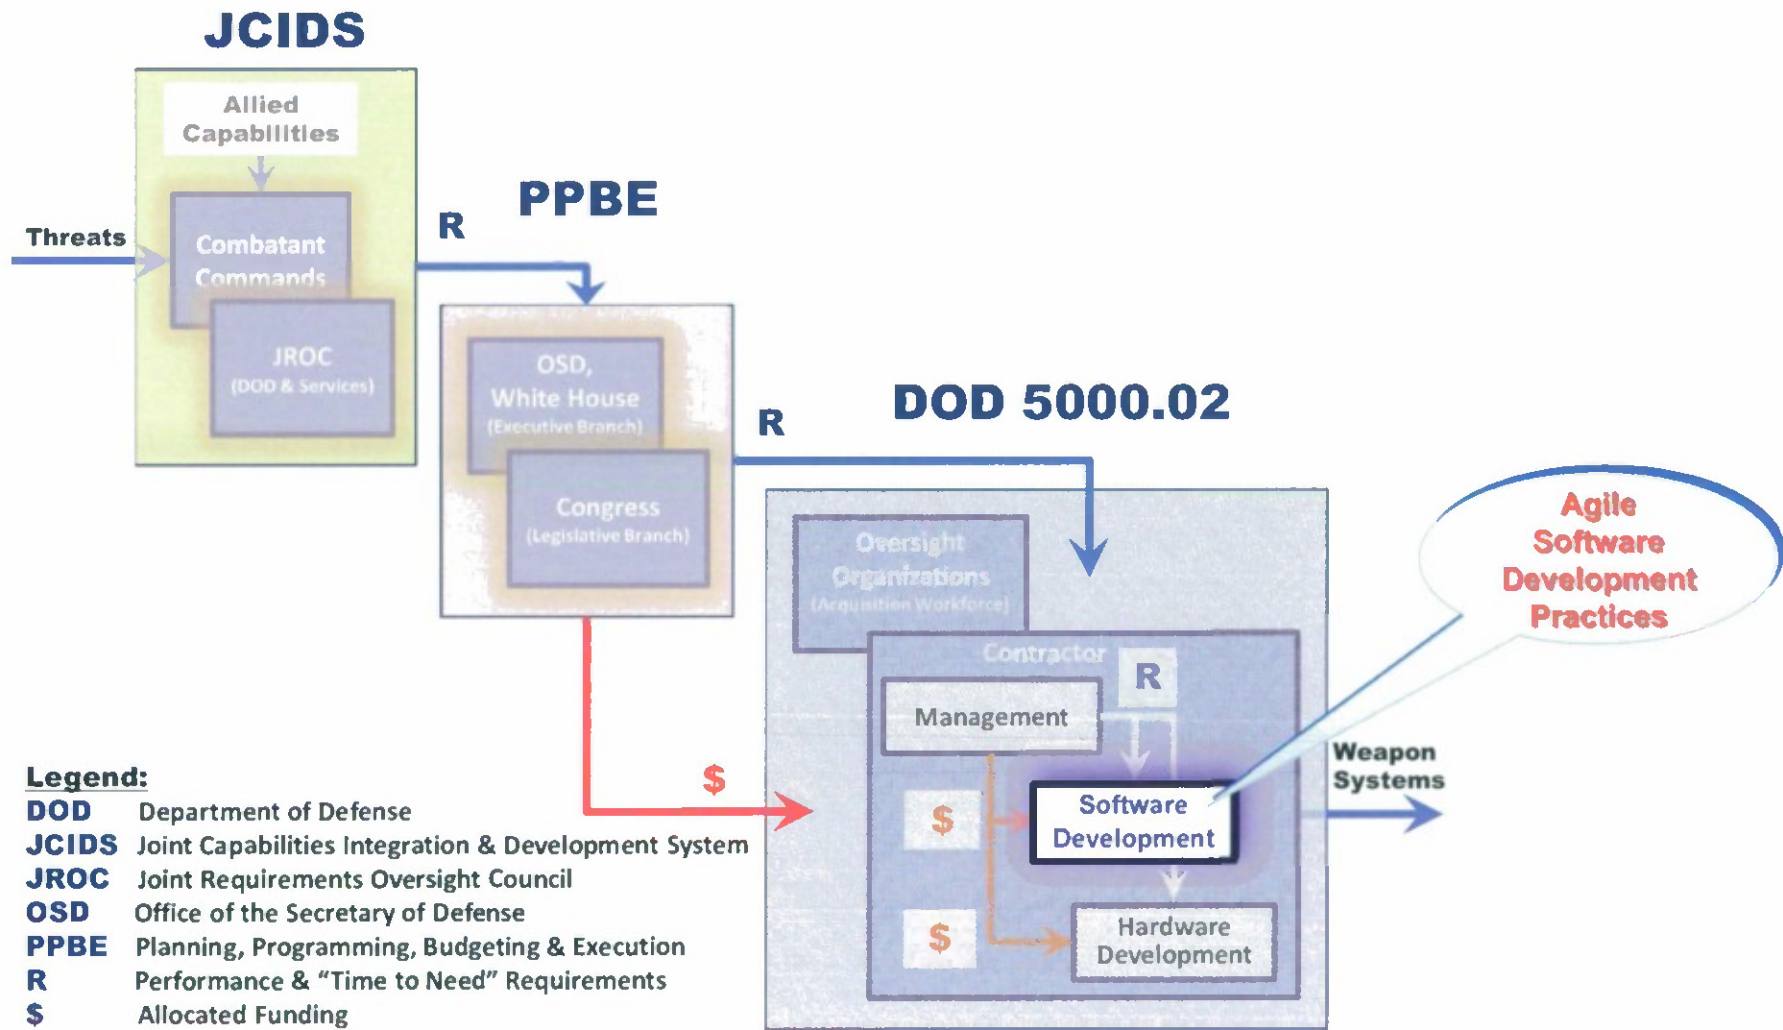 JCIDS
Allied
Capabilities
Threats
Combatant
Commands
JROC
(DOD & Services)
R
PPBE
OSD,
White House
(Executive Branch)
Congress
(Legislative Branch)
R
DOD 5000.02
Oversight
Organizations
(Acquisition Workforce)
Contractor
R
Management
Agile
Software
Development
Practices
$
$
Software
Development
Weapon
Systems
$
Hardware
Development
Legend:
DOD Department of Defense
JCIDS Joint Capabilities Integration & Development System
JROC Joint Requirements Oversight Council
OSD Office of the Secretary of Defense
PPBE Planning, Programming, Budgeting & Execution
R Performance & “Time to Need” Requirements
$ Allocated Funding